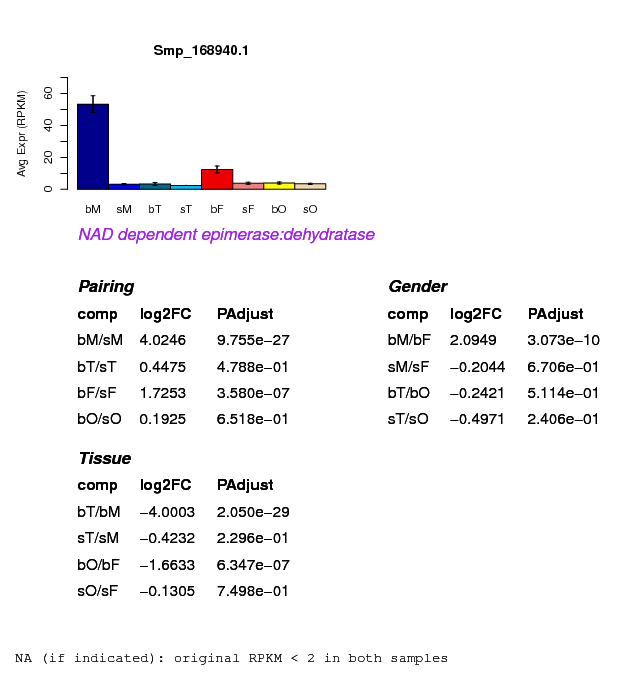 Smp_168940.1
Avg Expr (RPKM)
0 20 40 60
bM sM bT sT bF sF bO sO
NAD dependent epimerase:dehydratase
Pairing
comp log2FC PAdjust
bM/sM 4.0246 9.755e−27
bT/sT 0.4475 4.788e−01
bF/sF 1.7253 3.580e−07
bO/sO 0.1925 6.518e−01
Gender
comp log2FC PAdjust
bM/bF 2.0949 3.073e−10
sM/sF −0.2044 6.706e−01
bT/bO −0.2421 5.114e−01
sT/sO −0.4971 2.406e−01
Tissue
comp log2FC PAdjust
bT/bM −4.0003 2.050e−29
sT/sM −0.4232 2.296e−01
bO/bF −1.6633 6.347e−07
sO/sF −0.1305 7.498e−01
NA (if indicated): original RPKM < 2 in both samples